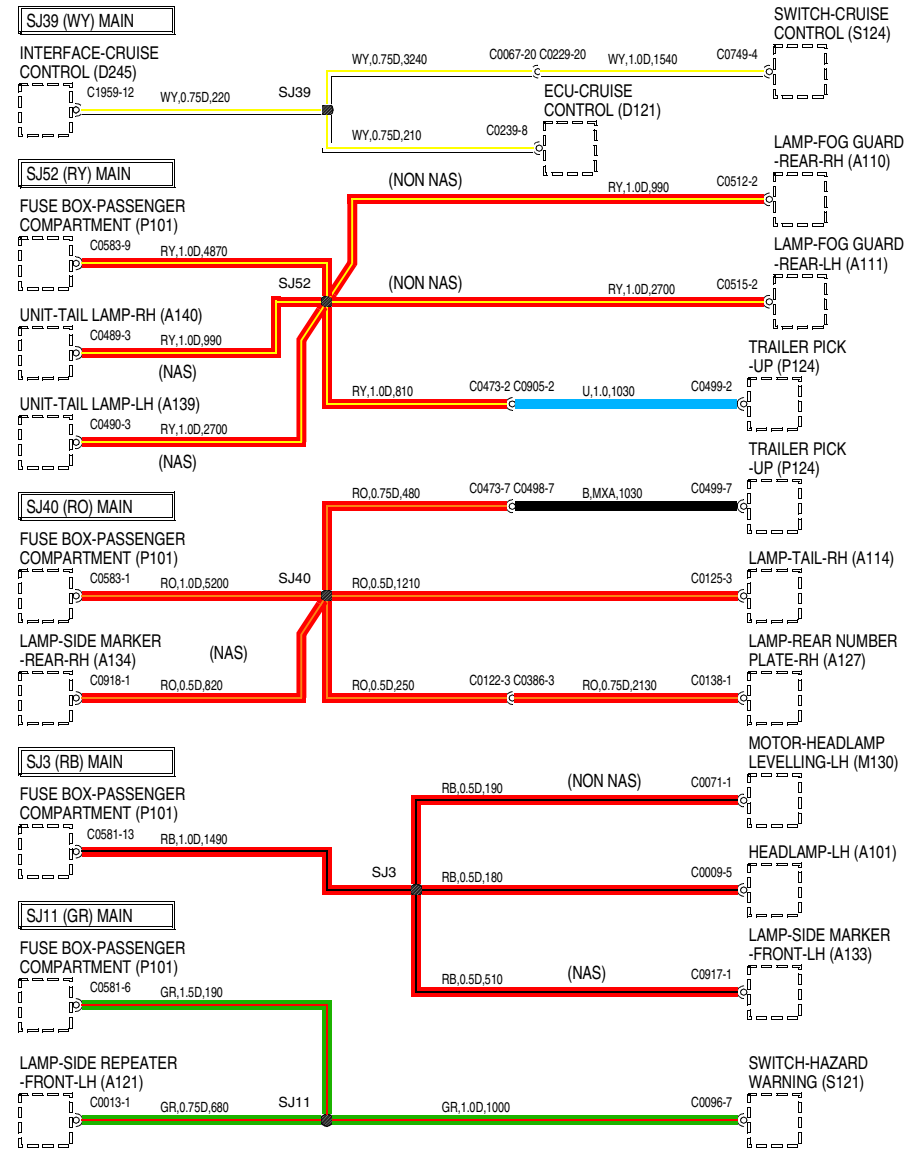 SJ39 (WY) MAIN
INTERFACE-CRUISE
CONTROL (D245)
C1959-12
WY,0.75D,220
SJ39
WY,0.75D,3240
C0067-20 C0229-20
WY,1.0D,1540
C0749-4
SWITCH-CRUISE
CONTROL (S124)
WY,0.75D,210
C0239-8
ECU-CRUISE
CONTROL (D121)
SJ52 (RY) MAIN
FUSE BOX-PASSENGER
COMPARTMENT (P101)
C0583-9
RY,1.0D,4870
SJ52
(NON NAS)
RY,1.0D,990
C0512-2
LAMP-FOG GUARD
-REAR-RH (A110)
(NON NAS)
RY,1.0D,2700
C0515-2
LAMP-FOG GUARD
-REAR-LH (A111)
UNIT-TAIL LAMP-RH (A140)
C0489-3
RY,1.0D,990
(NAS)
RY,1.0D,810
C0473-2 C0905-2
U,1.0,1030
C0499-2
TRAILER PICK
-UP (P124)
UNIT-TAIL LAMP-LH (A139)
C0490-3
RY,1.0D,2700
(NAS)
SJ40 (RO) MAIN
RO,0.75D,480
C0473-7 C0498-7
B,MXA,1030
C0499-7
TRAILER PICK
-UP (P124)
FUSE BOX-PASSENGER
COMPARTMENT (P101)
C0583-1
RO,1.0D,5200
SJ40
RO,0.5D,1210
C0125-3
LAMP-TAIL-RH (A114)
LAMP-SIDE MARKER
-REAR-RH (A134)
(NAS)
C0918-1
RO,0.5D,820
RO,0.5D,250
C0122-3 C0386-3
RO,0.75D,2130
C0138-1
LAMP-REAR NUMBER
PLATE-RH (A127)
SJ3 (RB) MAIN
FUSE BOX-PASSENGER
COMPARTMENT (P101)
C0581-13
RB,1.0D,1490
SJ3
RB,0.5D,190
(NON NAS)
C0071-1
MOTOR-HEADLAMP
LEVELLING-LH (M130)
RB,0.5D,180
C0009-5
HEADLAMP-LH (A101)
RB,0.5D,510
(NAS)
C0917-1
LAMP-SIDE MARKER
-FRONT-LH (A133)
SJ11 (GR) MAIN
FUSE BOX-PASSENGER
COMPARTMENT (P101)
C0581-6
GR,1.5D,190
LAMP-SIDE REPEATER
-FRONT-LH (A121)
C0013-1
GR,0.75D,680
SJ11
GR,1.0D,1000
C0096-7
SWITCH-HAZARD
WARNING (S121)